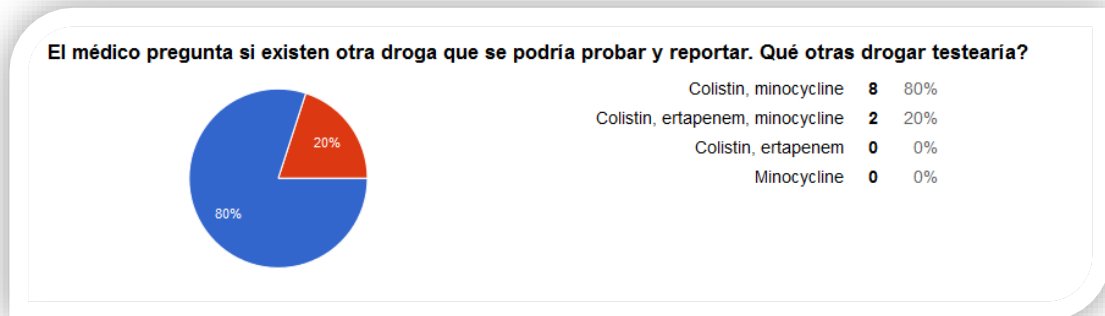 El médico pregunta si existen otra droga que se podría probar y reportar. Qué otras drogar testearía?
Colistin, minocycline 8 80%
Colistin, ertapenem, minocycline 2 20%
Colistin, ertapenem 0 0%
Minocycline 0 0%
20%
80%